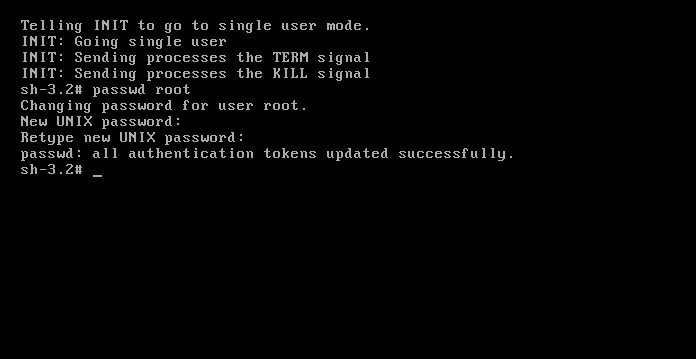 Telling INIT to go to single user mode.
INIT: Going single user
INIT: Sending processes the TERM signal
INIT: Sending processes the KILL signal
sh-3.2# passwd root
Changing password for user root.
New UNIX password:
Retype new UNIX password:
passwd: all authentication tokens updated successfully.
sh-3.2# _